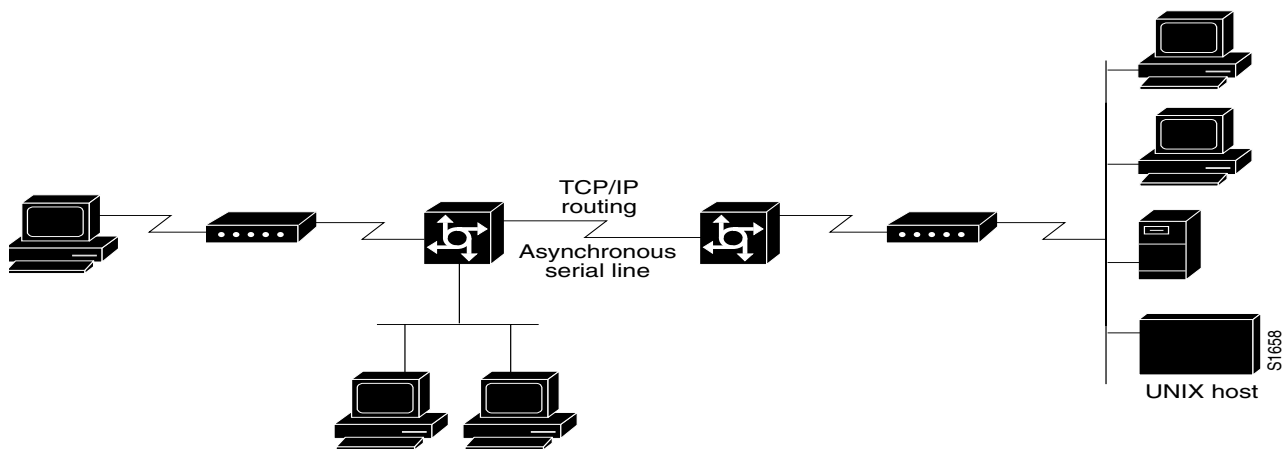 TCP/IP
routing
Asynchronous
serial line
UNIX host
S1658